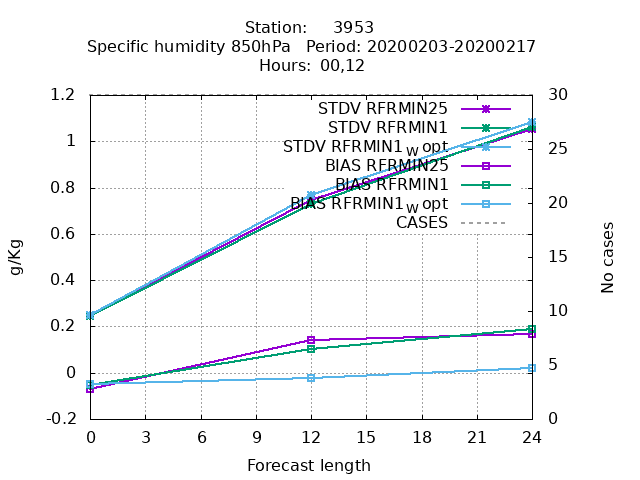 Station: 3953
Specific humidity 850hPa Period: 20200203-20200217
Hours: 00,12
1.2
1
0.8
0.6
0.4
0.2
0
-0.2
g/Kg
STDV RFRMIN25
STDV RFRMIN1
STDV RFRMIN1W opt
BIAS RFRMIN25
BIAS RFRMIN1
BIAS RFRMIN1W opt
CASES
30
25
20
15
10
5
0
No cases
0 3 6 9 12 15 18 21 24
Forecast length